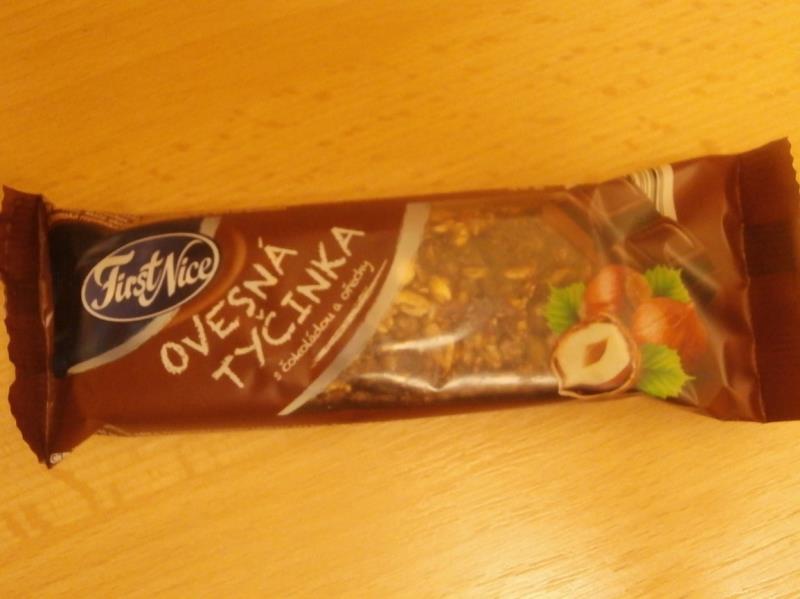 First Nice
OVESNÁ
TYČINKA
s čokoládou a ořechy